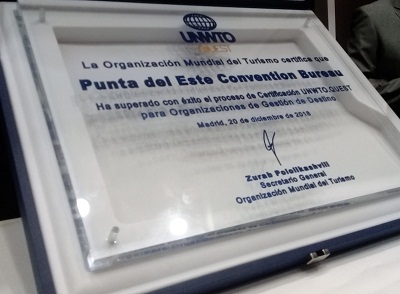 UNWTO
QUEST
La Organización Mundial del Turismo certifica que
Punta del Este Convention Bureau
Ha superado con éxito el proceso de Certificación UNWTO.QUEST
para Organizaciones de Gestión de Destino
Madrid, 20 de diciembre de 2018
Zurab Pololikashvili
Secretario General
Organización Mundial del Turismo